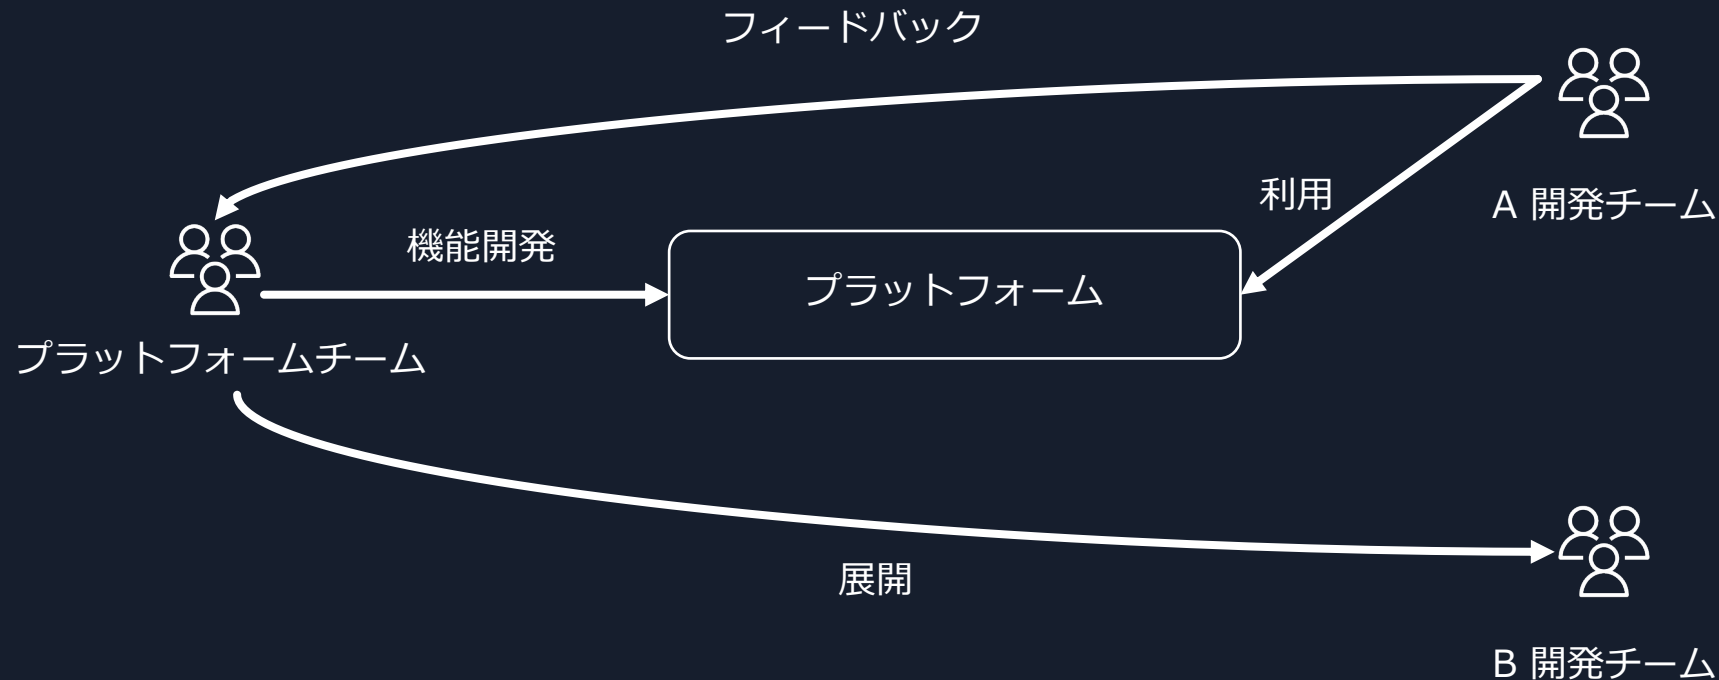 フィードバック
利用
A 開発チーム
機能開発
プラットフォーム
プラットフォームチーム
展開
B 開発チーム